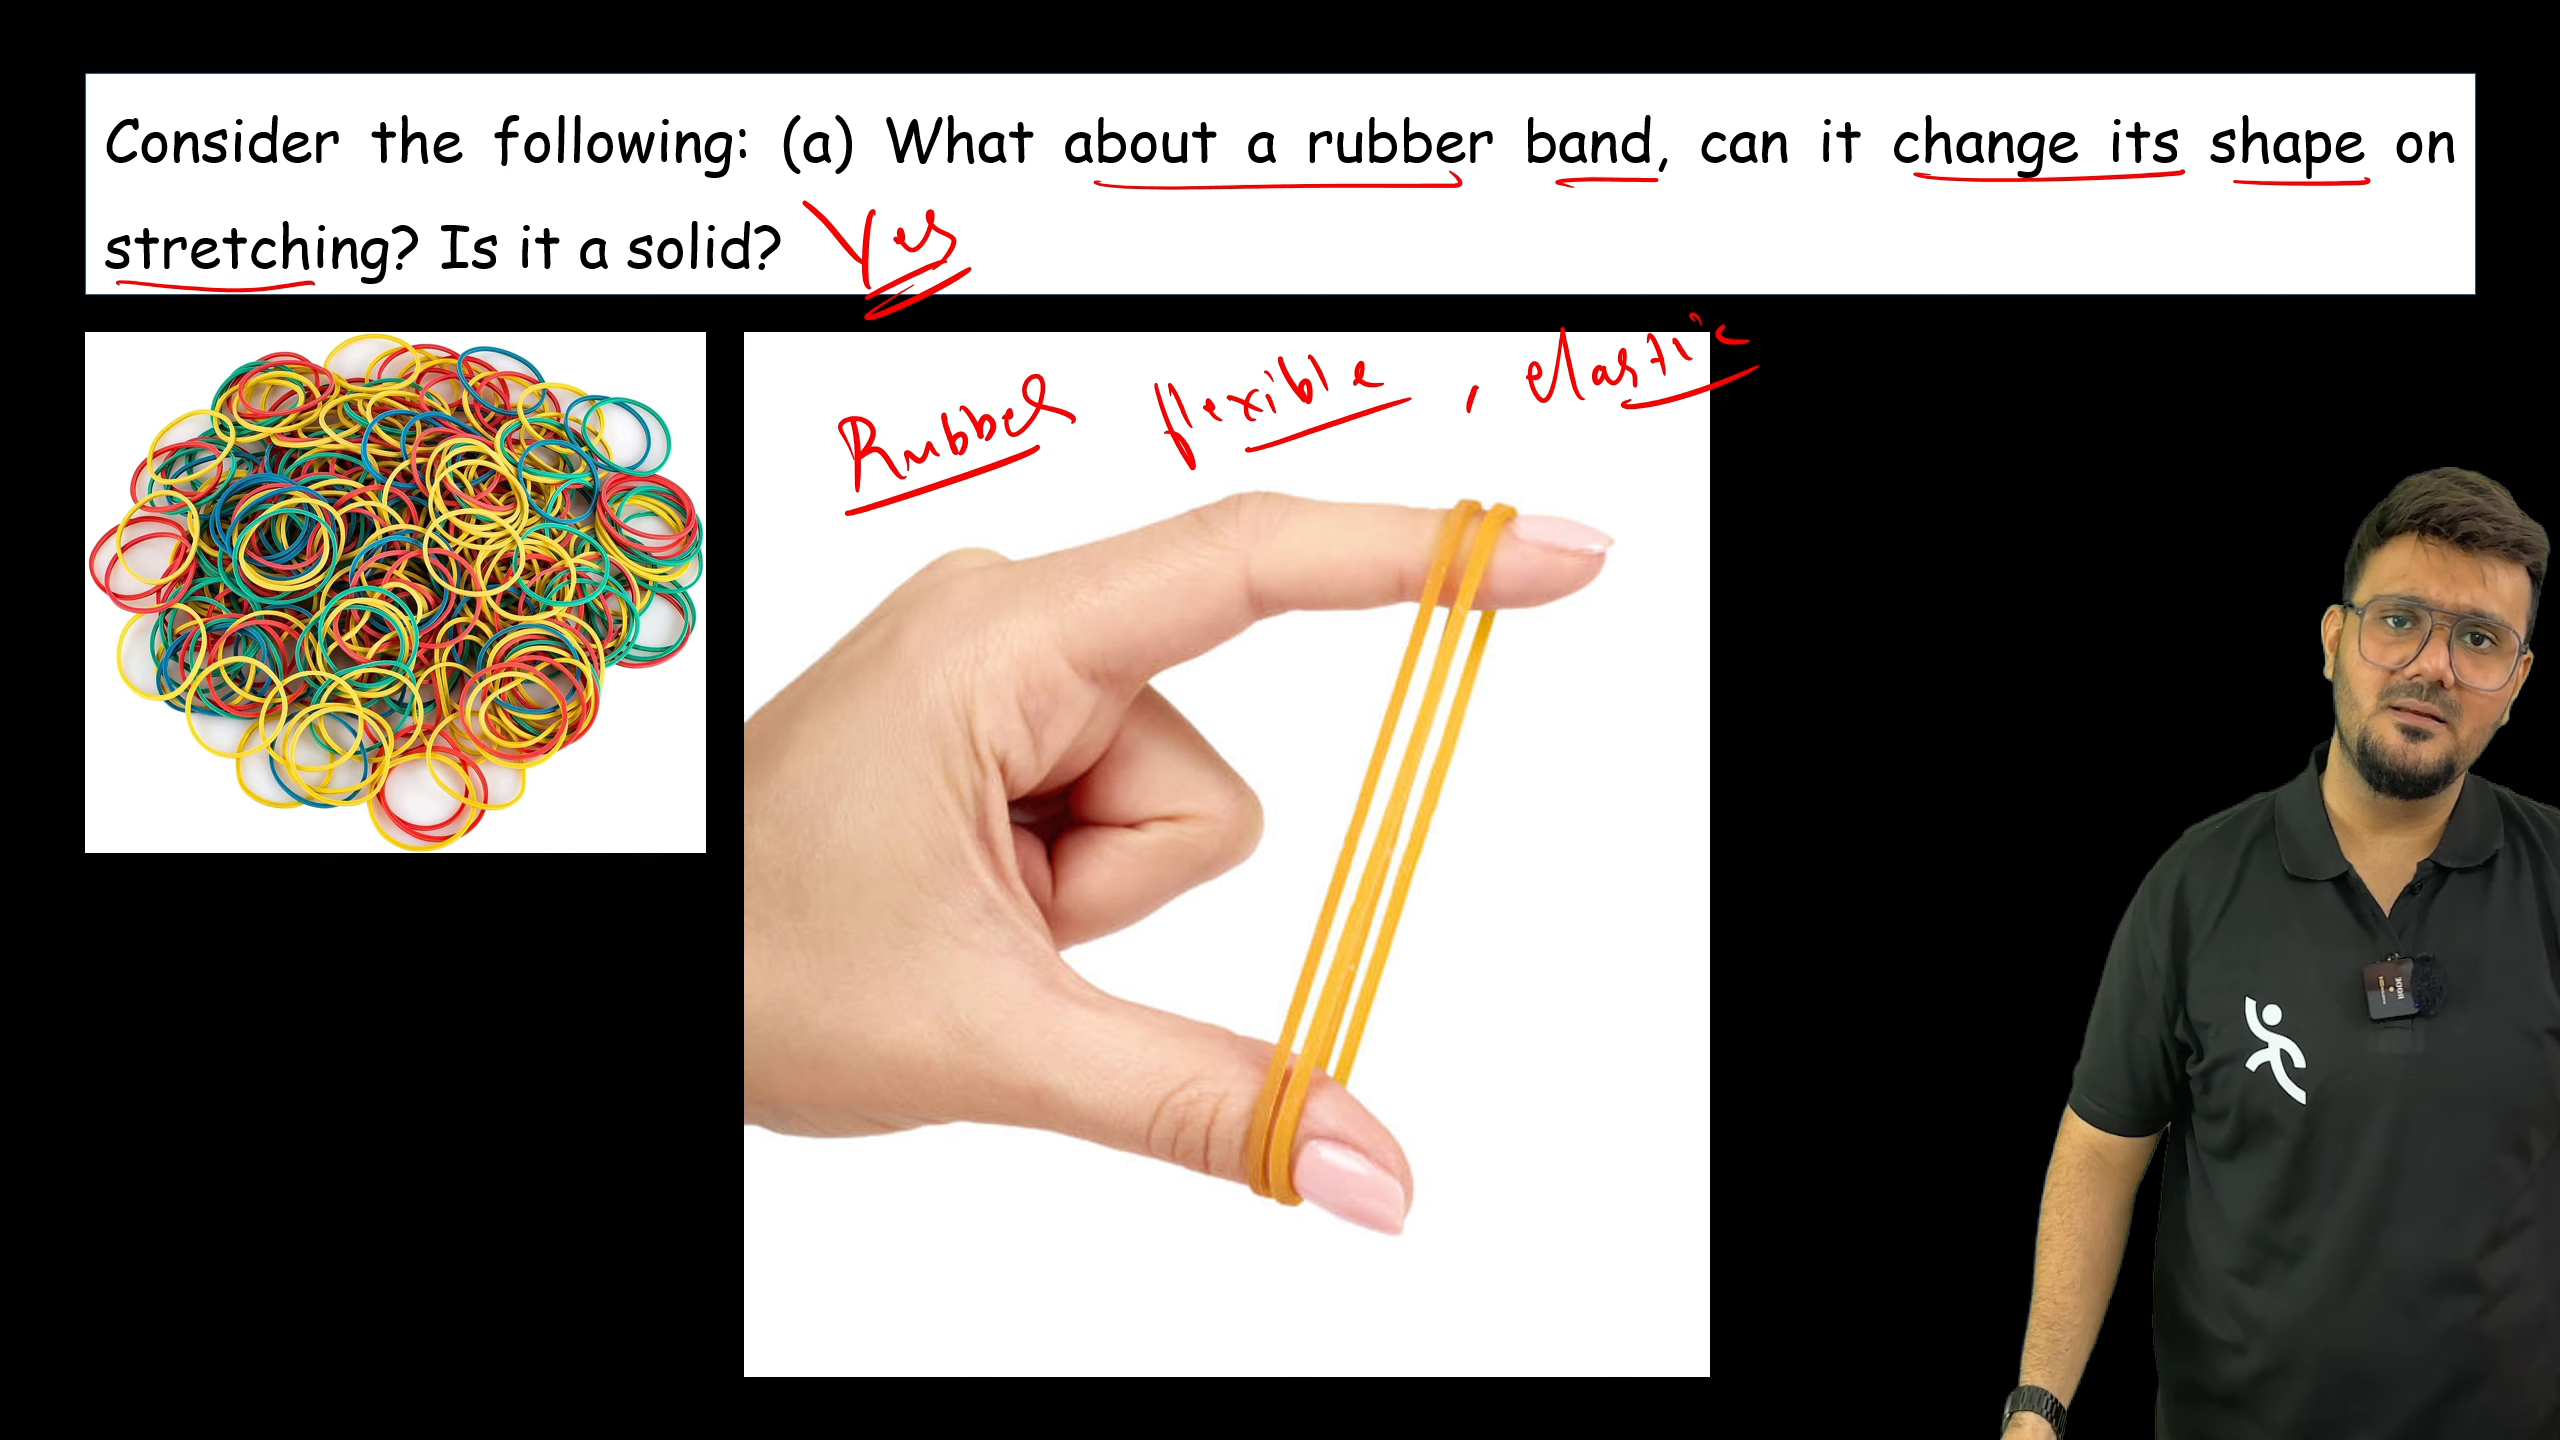 Consider the following: (a) What about a rubber band, can it change its shape on
stretching? Is it a solid? Yes
Rubber flexible , elastic